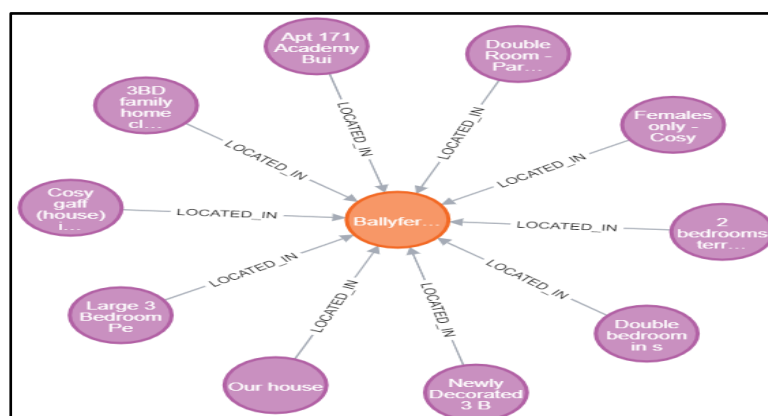 Apt 171
Academy
Bui
Double
Room -
Par...
3BD
family
home
cl...
Females
only -
Cosy
LOCATED_IN
LOCATED_IN
LOCATED_IN
LOCATED_IN
Cosy
gaff
(house)
i...
LOCATED_IN
Ballyfer...
LOCATED_IN
2
bedrooms
terr...
LOCATED_IN
LOCATED_IN
LOCATED_IN
LOCATED_IN
Large 3
Bedroom
Pe
Double
bedroom
in s
Our house
Newly
Decorated
3 B